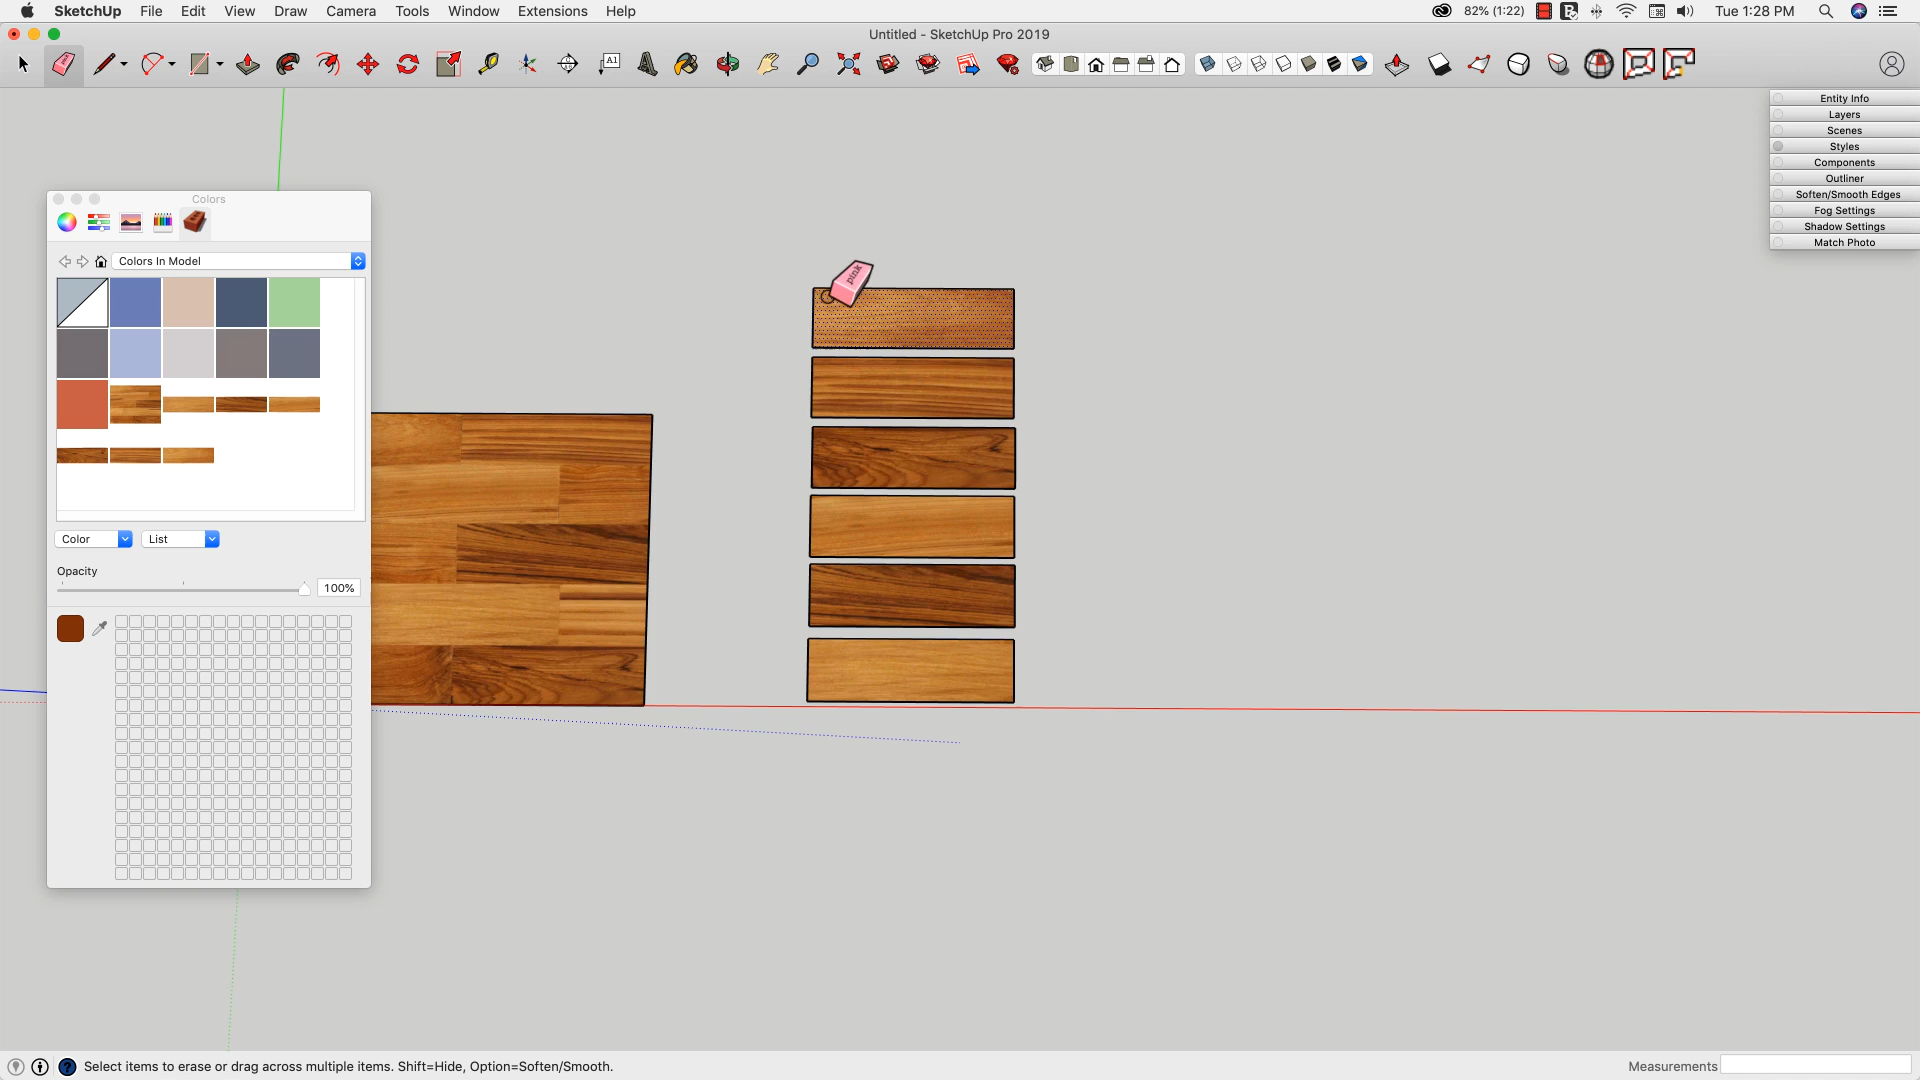 SketchUp File Edit View Draw Camera Tools Window Extensions Help
82% (1:22) Tue 1:28 PM
Untitled - SketchUp Pro 2019
A1
Entity Info
Layers
Scenes
Styles
Components
Outliner
Soften/Smooth Edges
Fog Settings
Shadow Settings
Match Photo
Colors
Colors In Model
Color List
Opacity
100%
pink
Select items to erase or drag across multiple items. Shift=Hide, Option=Soften/Smooth.
Measurements